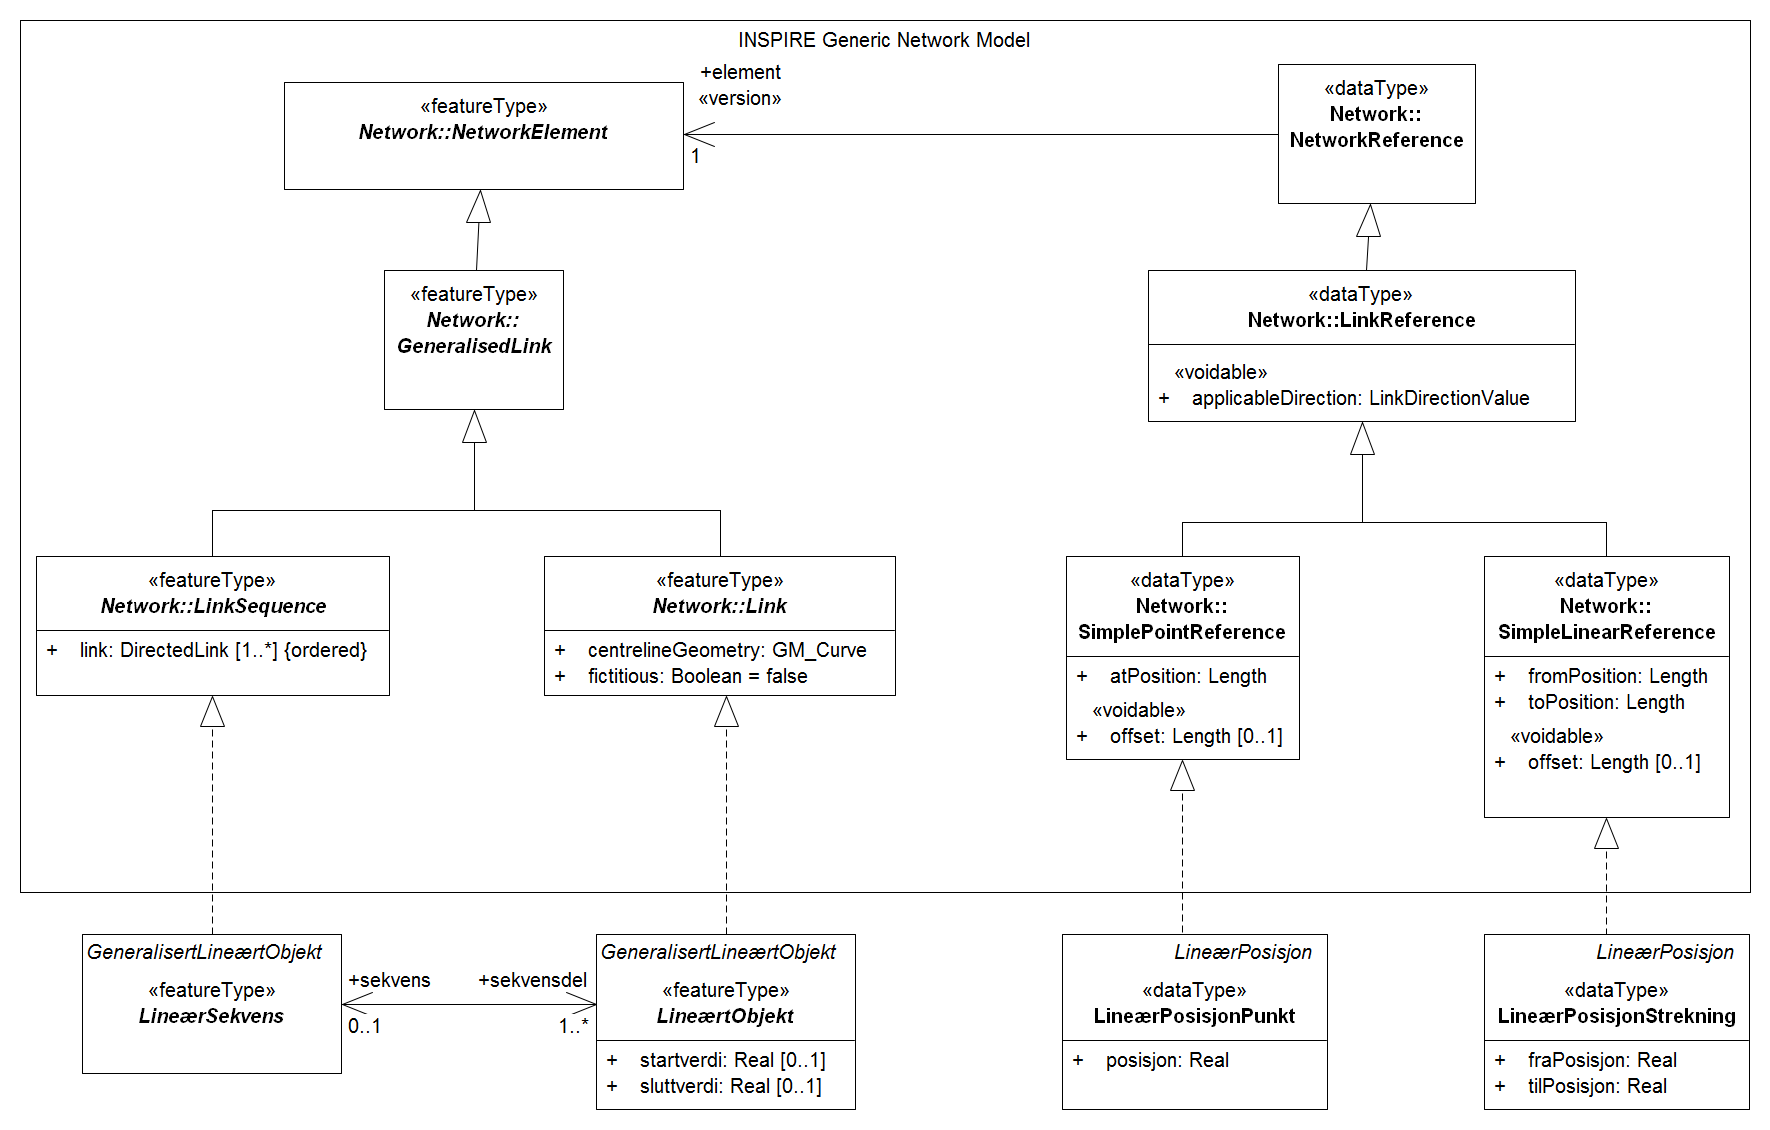 INSPIRE Generic Network Model
+element
«version»
1
«featureType»
Network::NetworkElement
«dataType»
Network::
NetworkReference
«featureType»
Network::
GeneralisedLink
«dataType»
Network::LinkReference
«voidable»
+ applicableDirection: LinkDirectionValue
«featureType»
Network::LinkSequence
+ link: DirectedLink [1..*] {ordered}
«featureType»
Network::Link
+ centrelineGeometry: GM_Curve
+ fictitious: Boolean = false
«dataType»
Network::
SimplePointReference
+ atPosition: Length
«voidable»
+ offset: Length [0..1]
«dataType»
Network::
SimpleLinearReference
+ fromPosition: Length
+ toPosition: Length
«voidable»
+ offset: Length [0..1]
GeneralisertLineærtObjekt
«featureType»
LineærSekvens
+sekvens
0..1
+sekvensdel
1..*
GeneralisertLineærtObjekt
«featureType»
LineærtObjekt
+ startverdi: Real [0..1]
+ sluttverdi: Real [0..1]
LineærPosisjon
«dataType»
LineærPosisjonPunkt
+ posisjon: Real
LineærPosisjon
«dataType»
LineærPosisjonStrekning
+ fraPosisjon: Real
+ tilPosisjon: Real